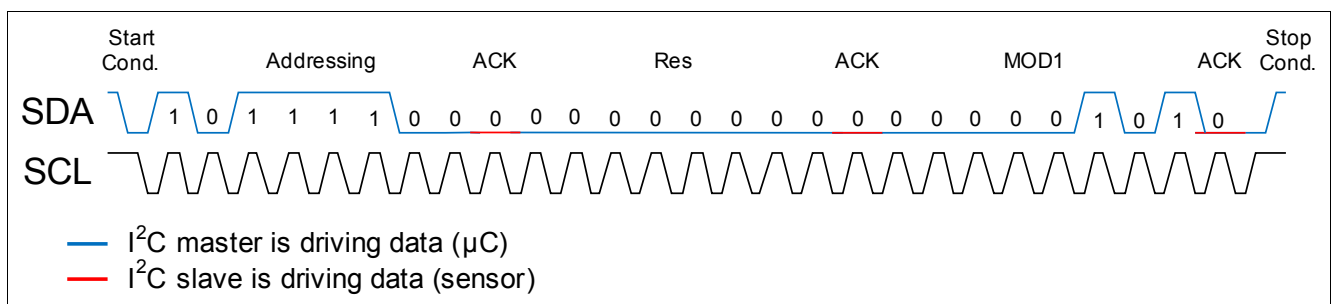 Start Cond. Addressing ACK Res ACK MOD1 ACK Stop Cond.
SDA 1 0 1 1 1 1 0 0 0 0 0 0 0 0 0 0 0 0 0 0 0 0 0 1 0 1 0
SCL
I²C master is driving data (µC)
I²C slave is driving data (sensor)